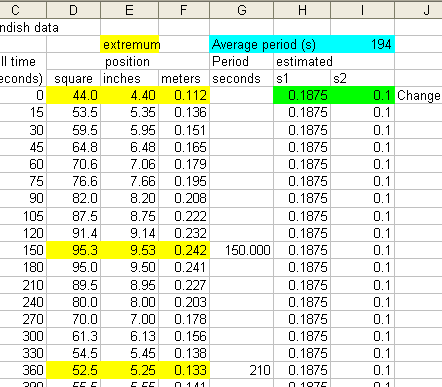 C D E F G H I J
ndish data
extremum Average period (s) 194
ll time position Period estimated
econds) square inches meters seconds s1 s2
0 44.0 4.40 0.112 0.1875 0.1 Change
15 53.5 5.35 0.136 0.1875 0.1
30 59.5 5.95 0.151 0.1875 0.1
45 64.8 6.48 0.165 0.1875 0.1
60 70.6 7.06 0.179 0.1875 0.1
75 76.6 7.66 0.195 0.1875 0.1
90 82.0 8.20 0.208 0.1875 0.1
105 87.5 8.75 0.222 0.1875 0.1
120 91.4 9.14 0.232 0.1875 0.1
150 95.3 9.53 0.242 150.000 0.1875 0.1
180 95.0 9.50 0.241 0.1875 0.1
210 89.5 8.95 0.227 0.1875 0.1
240 80.0 8.00 0.203 0.1875 0.1
270 70.0 7.00 0.178 0.1875 0.1
300 61.3 6.13 0.156 0.1875 0.1
330 54.5 5.45 0.138 0.1875 0.1
360 52.5 5.25 0.133 210 0.1875 0.1
390 55.5 5.55 0.141 0.1875 0.1